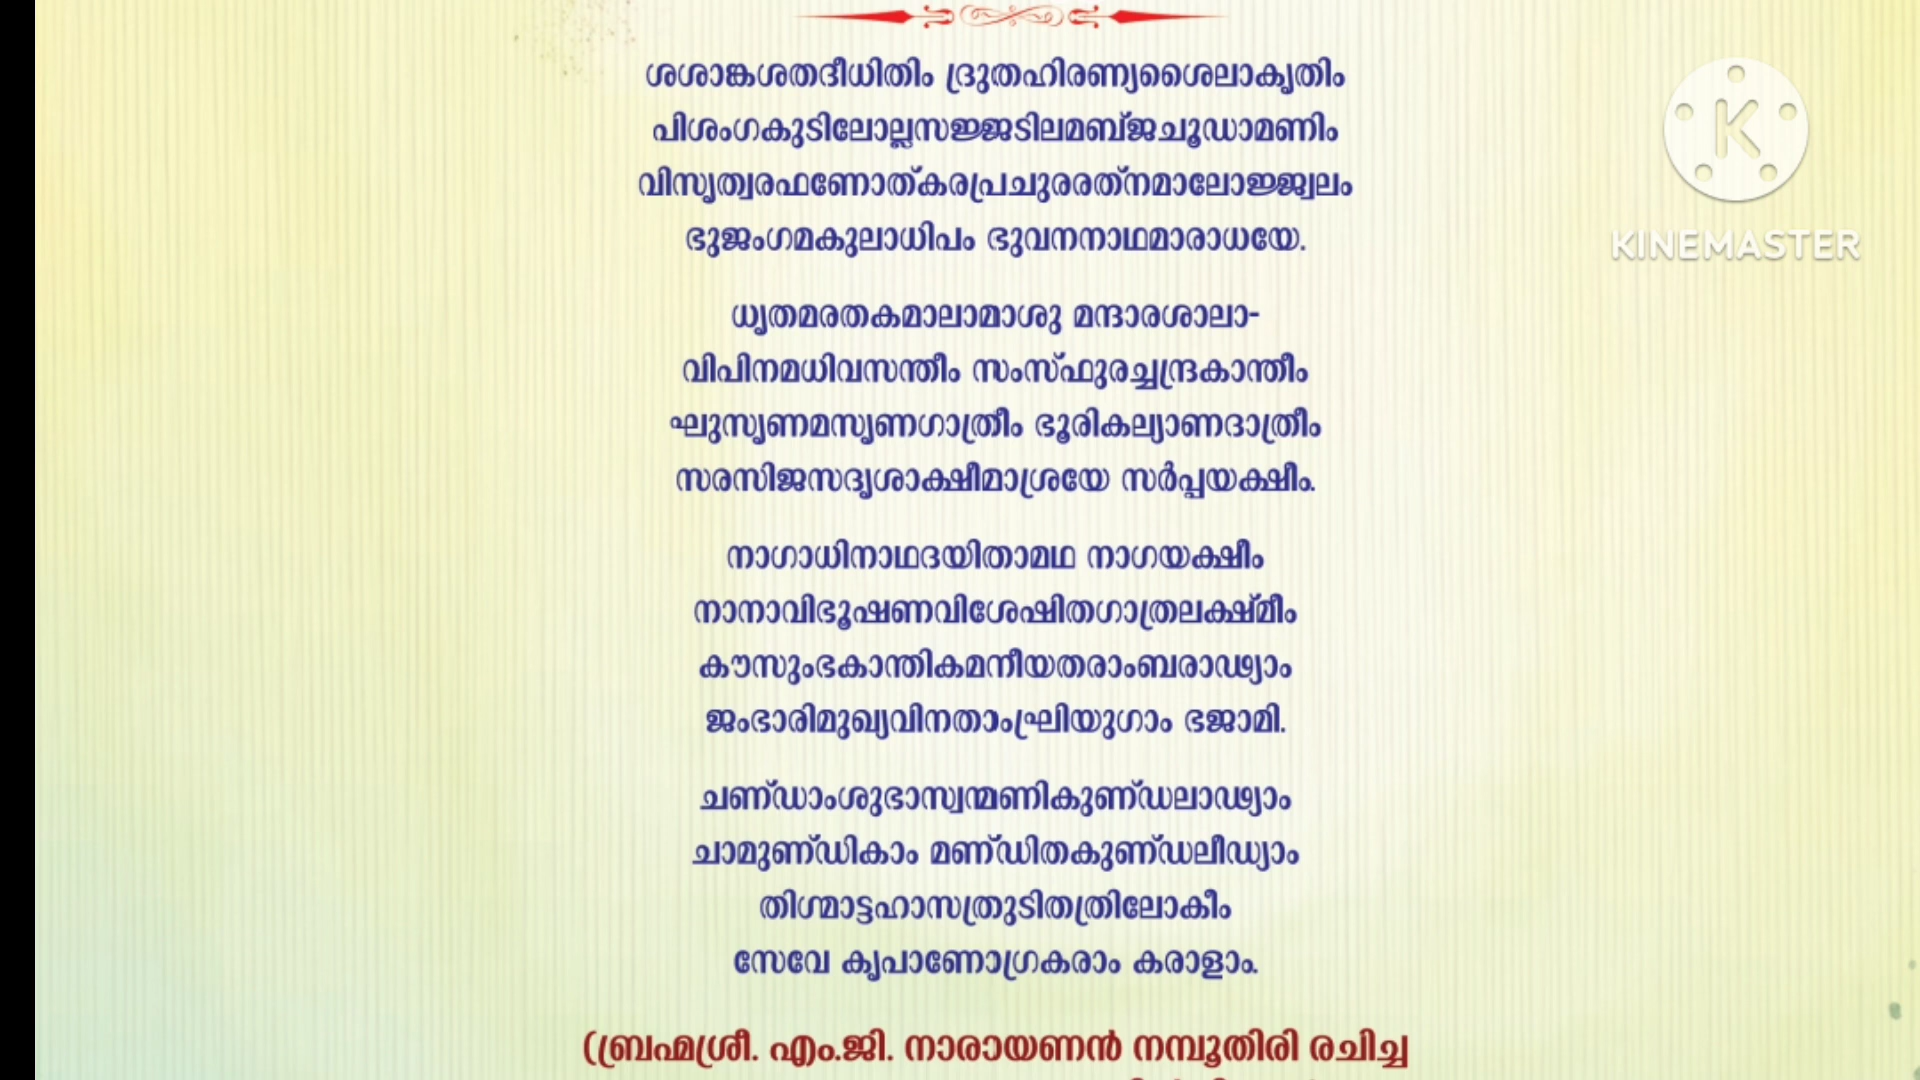 ശശാങ്കശതദീധിതിം ദ്രുതഹിരണ്യശൈലാകൃതിം
പിശംഗകുടിലോല്ലസജ്ജടിലമബ്ജചൂഡാമണിം
വിസൃത്വരഫണോത്കരപ്രചുരരത്നമാലോജ്ജ്വലം
ഭുജംഗമകുലാധിപം ഭുവനനാഥമാരാധയേ.
ധൃതമരതകമാലാമാശു മന്ദാരശാലാ-
വിപിനമധിവസന്തീം സംസ്ഫുരച്ചന്ദ്രകാന്തീം
ഘുസൃണമസൃണഗാത്രീം ഭൂരികല്യാണദാത്രീം
സരസിജസദൃശാക്ഷീമാശ്രയേ സർപ്പയക്ഷീം.
നാഗാധിനാഥദയിതാമഥ നാഗയക്ഷീം
നാനാവിഭൂഷണവിശേഷിതഗാത്രലക്ഷ്മീം
കൗസുംഭകാന്തികമനീയതരാംബരാഢ്യാം
ജംഭാരിമുഖ്യവിനതാംഘ്രിയുഗാം ഭജാമി.
ചണ്ഡാംശുഭാസ്വന്മണികുണ്ഡലാഢ്യാം
ചാമുണ്ഡികാം മണ്ഡിതകുണ്ഡലീഡ്യാം
തിഗ്മാട്ടഹാസത്രുടിതത്രിലോകീം
സേവേ കൃപാണോഗ്രകരാം കരാളാം.
(ബ്രഹ്മശ്രീ. എം.ജി. നാരായണൻ നമ്പൂതിരി രചിച്ച
K
KINEMASTER